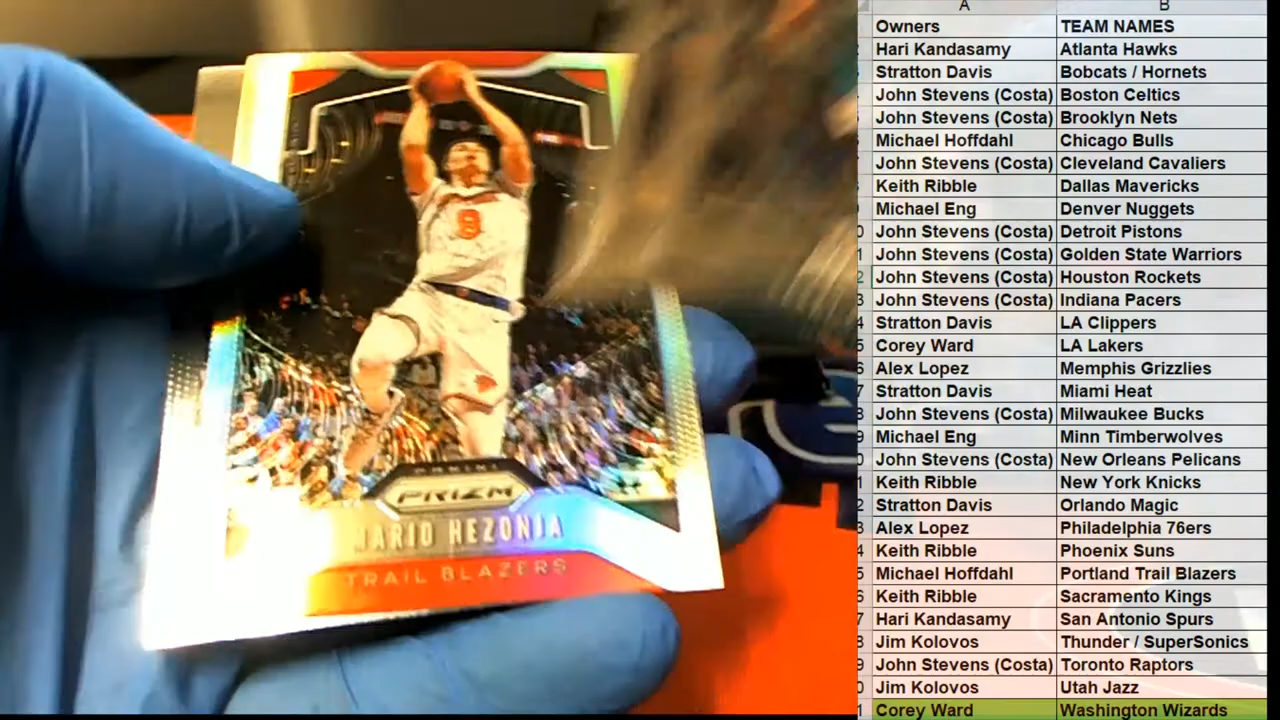 8
PANINI
PRIZM
MARIO HEZONJA
TRAIL BLAZERS
A B
Owners TEAM NAMES
Hari Kandasamy Atlanta Hawks
Stratton Davis Bobcats / Hornets
John Stevens (Costa) Boston Celtics
John Stevens (Costa) Brooklyn Nets
Michael Hoffdahl Chicago Bulls
John Stevens (Costa) Cleveland Cavaliers
Keith Ribble Dallas Mavericks
Michael Eng Denver Nuggets
John Stevens (Costa) Detroit Pistons
John Stevens (Costa) Golden State Warriors
John Stevens (Costa) Houston Rockets
John Stevens (Costa) Indiana Pacers
Stratton Davis LA Clippers
Corey Ward LA Lakers
Alex Lopez Memphis Grizzlies
Stratton Davis Miami Heat
John Stevens (Costa) Milwaukee Bucks
Michael Eng Minn Timberwolves
John Stevens (Costa) New Orleans Pelicans
Keith Ribble New York Knicks
Stratton Davis Orlando Magic
Alex Lopez Philadelphia 76ers
Keith Ribble Phoenix Suns
Michael Hoffdahl Portland Trail Blazers
Keith Ribble Sacramento Kings
Hari Kandasamy San Antonio Spurs
Jim Kolovos Thunder / SuperSonics
John Stevens (Costa) Toronto Raptors
Jim Kolovos Utah Jazz
Corey Ward Washington Wizards